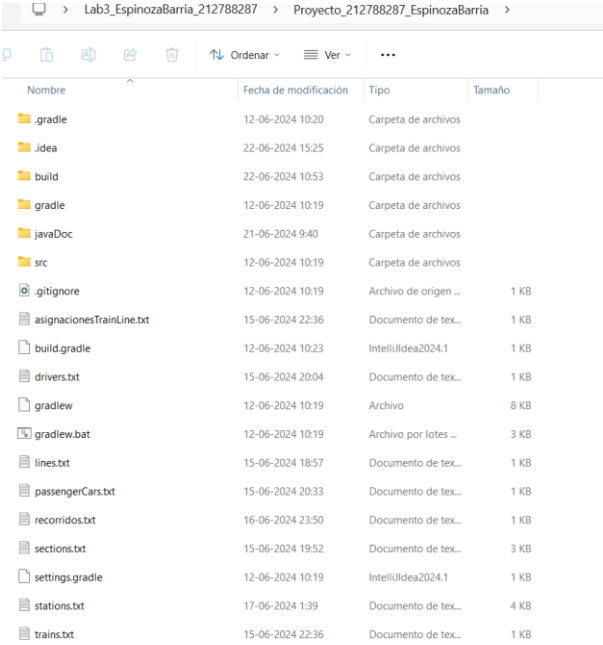 > Lab3_EspinozaBarria_212788287 > Proyecto_212788287_EspinozaBarria >
Ordenar Ver ...
Nombre Fecha de modificación Tipo Tamaño
.gradle 12-06-2024 10:20 Carpeta de archivos
.idea 22-06-2024 15:25 Carpeta de archivos
build 22-06-2024 10:53 Carpeta de archivos
gradle 12-06-2024 10:19 Carpeta de archivos
javaDoc 21-06-2024 9:40 Carpeta de archivos
src 12-06-2024 10:19 Carpeta de archivos
.gitignore 12-06-2024 10:19 Archivo de origen ... 1 KB
asignacionesTrainLine.txt 15-06-2024 22:36 Documento de tex... 1 KB
build.gradle 12-06-2024 10:23 IntelliJIdea2024.1 1 KB
drivers.txt 15-06-2024 20:04 Documento de tex... 1 KB
gradlew 12-06-2024 10:19 Archivo 8 KB
gradlew.bat 12-06-2024 10:19 Archivo por lotes ... 3 KB
lines.txt 15-06-2024 18:57 Documento de tex... 1 KB
passengerCars.txt 15-06-2024 20:33 Documento de tex... 1 KB
recorridos.txt 16-06-2024 23:50 Documento de tex... 1 KB
sections.txt 15-06-2024 19:52 Documento de tex... 3 KB
settings.gradle 12-06-2024 10:19 IntelliJIdea2024.1 1 KB
stations.txt 17-06-2024 1:39 Documento de tex... 4 KB
trains.txt 15-06-2024 22:36 Documento de tex... 1 KB